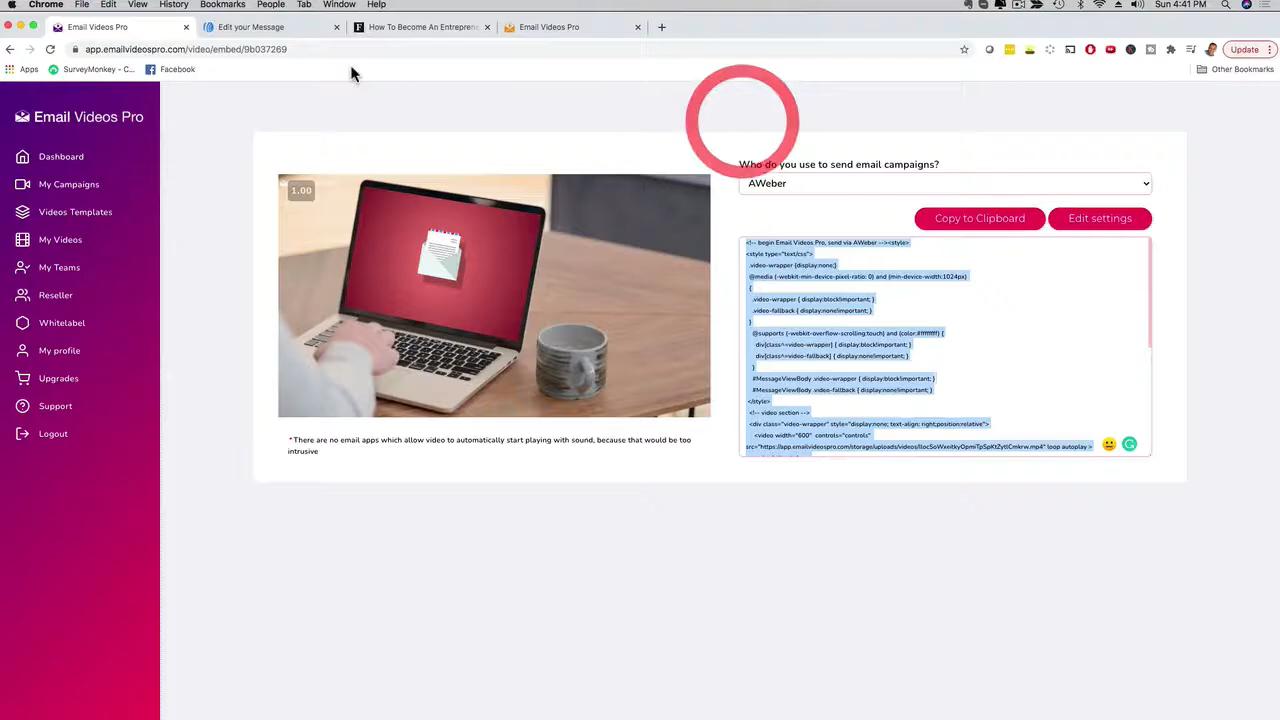 Chrome File Edit View History Bookmarks People Tab Window Help Sun 4:41 PM
Email Videos Pro Edit your Message How To Become An Entreprene Email Videos Pro
app.emailvideospro.com/video/embed/9b037269 Update
Apps SurveyMonkey - C... Facebook Other Bookmarks
Email Videos Pro
Dashboard
My Campaigns
Videos Templates
My Videos
My Teams
Reseller
Whitelabel
My profile
Upgrades
Support
Logout
1.00
*There are no email apps which allow video to automatically start playing with sound, because that would be too
intrusive
Who do you use to send email campaigns?
AWeber
Copy to Clipboard Edit settings
<!-- begin Email Videos Pro, send via AWeber --><style>
<style type="text/css">
.video-wrapper {display:none;}
@media (-webkit-min-device-pixel-ratio: 0) and (min-device-width:1024px)
{
.video-wrapper { display:block!important; }
.video-fallback { display:none!important; }
}
@supports (-webkit-overflow-scrolling:touch) and (color:#ffffffff) {
div[class^=video-wrapper] { display:block!important; }
div[class^=video-fallback] { display:none!important; }
}
#MessageViewBody .video-wrapper { display:block!important; }
#MessageViewBody .video-fallback { display:none!important; }
</style>
<!-- video section -->
<div class="video-wrapper" style="display:none; text-align: right;position:relative">
<video width="600" controls="controls"